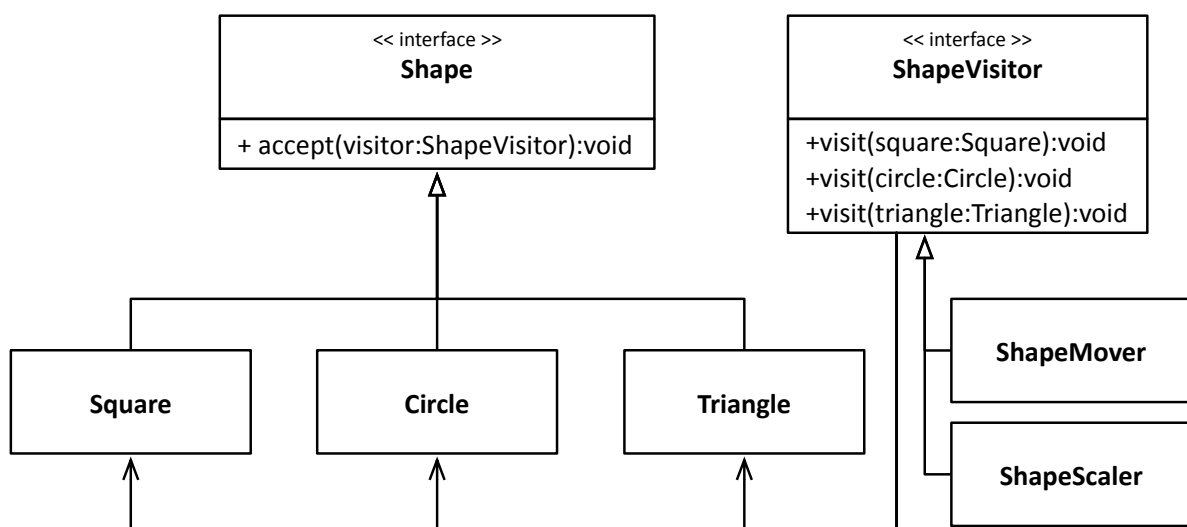 << interface >>
Shape
+ accept(visitor:ShapeVisitor):void
<< interface >>
ShapeVisitor
+visit(square:Square):void
+visit(circle:Circle):void
+visit(triangle:Triangle):void
Square
Circle
Triangle
ShapeMover
ShapeScaler